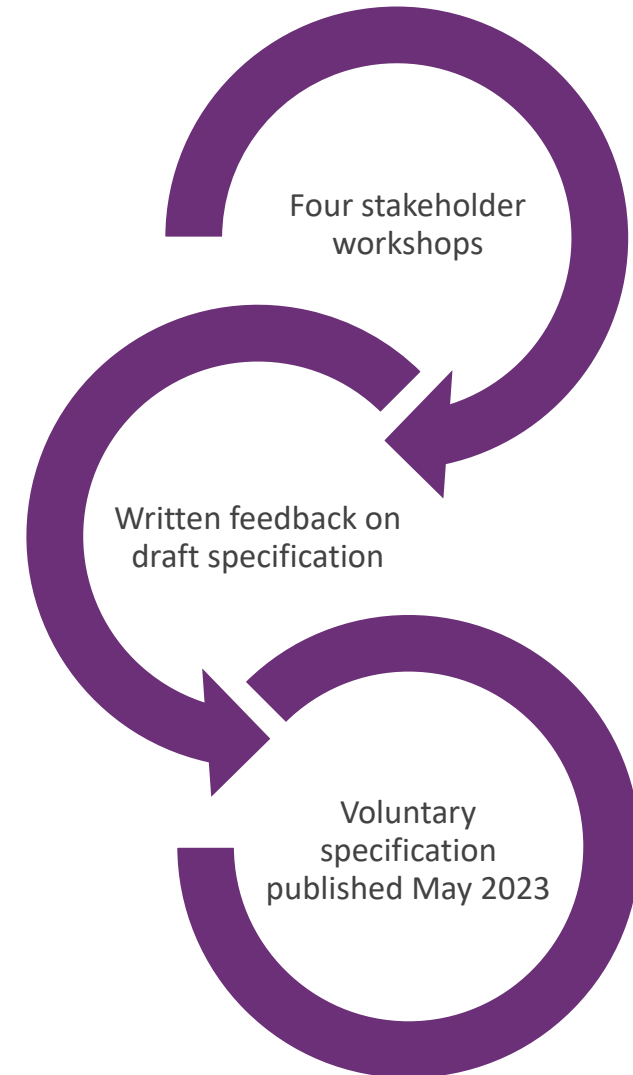 Four stakeholder
workshops
Written feedback on
draft specification
Voluntary
specification
published May 2023